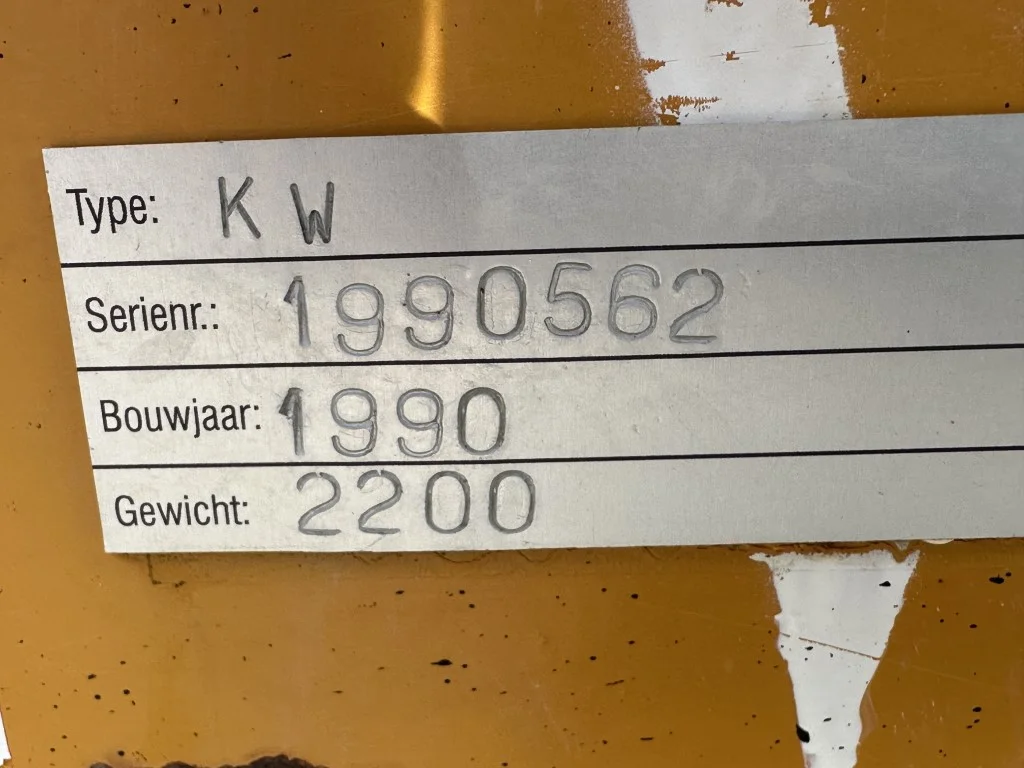 Type: K W
Serienr.: 1990562
Bouwjaar: 1990
Gewicht: 2200